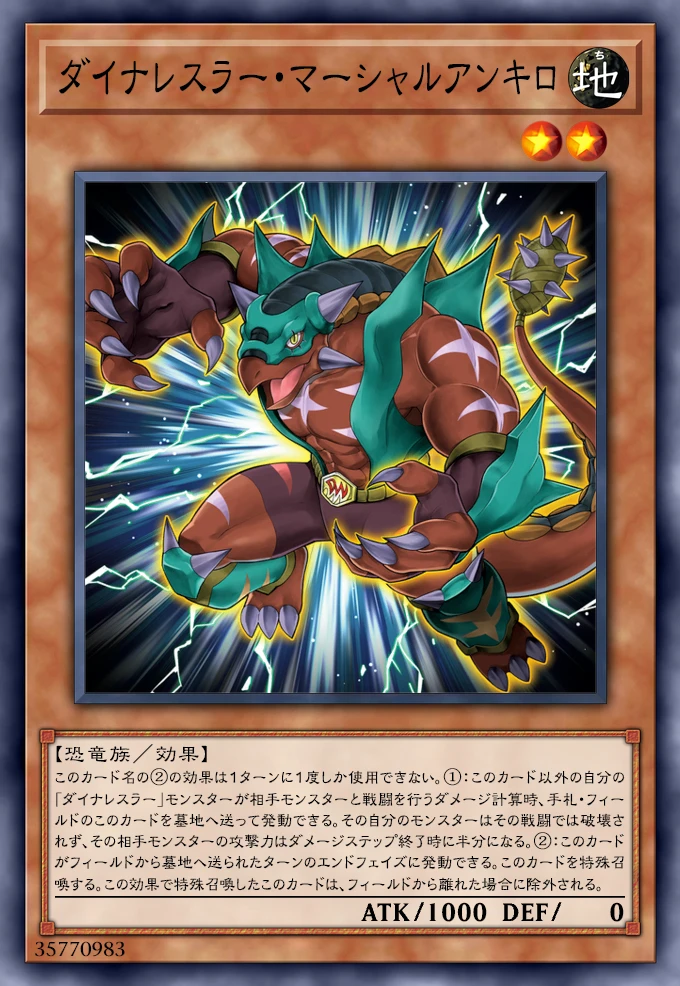 ダイナレスラー・マーシャルアンキロ
ち
地
【恐竜族／効果】
このカード名の②の効果は1ターンに1度しか使用できない。①：このカード以外の自分の
「ダイナレスラー」モンスターが相手モンスターと戦闘を行うダメージ計算時、手札・フィー
ルドのこのカードを墓地へ送って発動できる。その自分のモンスターはその戦闘では破壊さ
れず、その相手モンスターの攻撃力はダメージステップ終了時に半分になる。②：このカード
がフィールドから墓地へ送られたターンのエンドフェイズに発動できる。このカードを特殊召
喚する。この効果で特殊召喚したこのカードは、フィールドから離れた場合に除外される。
ATK/1000 DEF/ 0
35770983